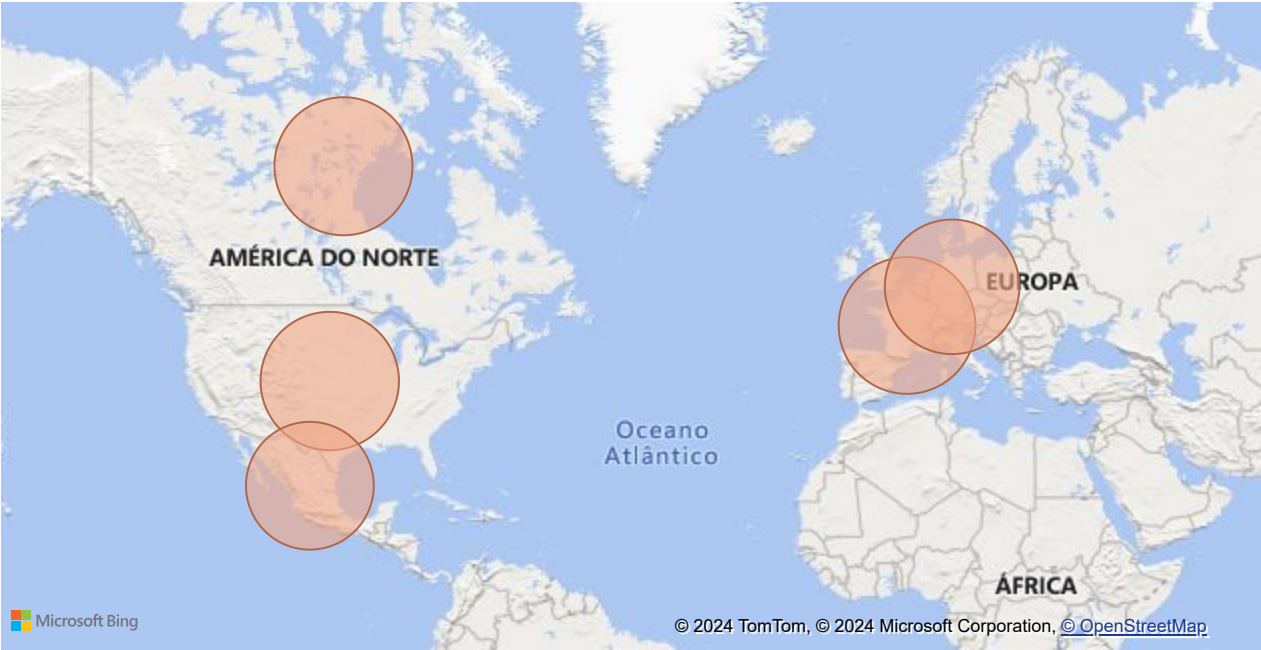 AMÉRICA DO NORTE
EUROPA
Oceano
Atlântico
ÁFRICA
Microsoft Bing
© 2024 TomTom, © 2024 Microsoft Corporation, © OpenStreetMap